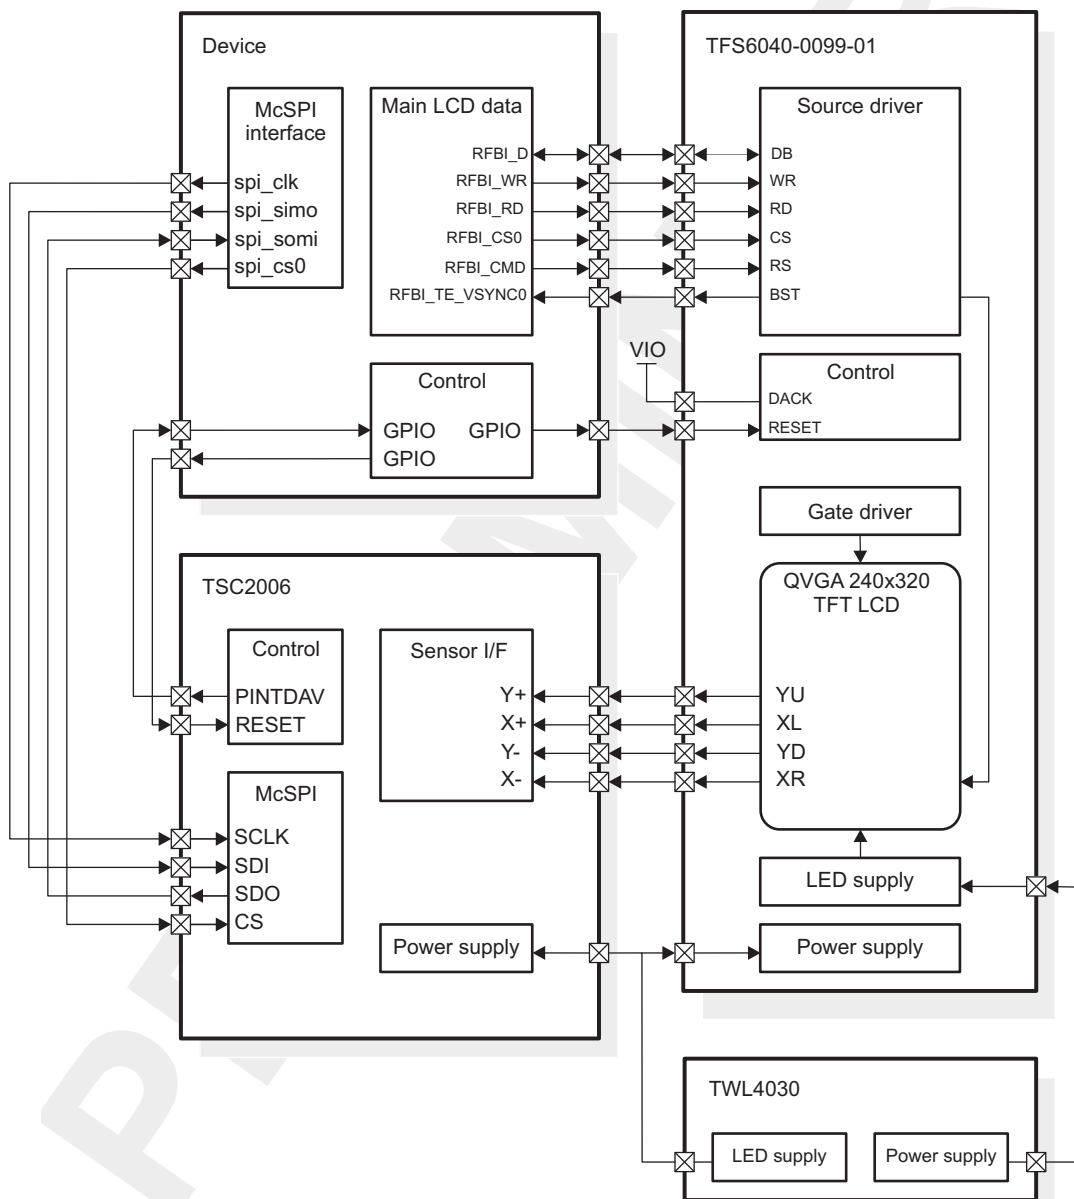 Device
McSPI
interface
spi_clk
spi_simo
spi_somi
spi_cs0
Main LCD data
RFBI_D
RFBI_WR
RFBI_RD
RFBI_CS0
RFBI_CMD
RFBI_TE_VSYNC0
Control
GPIO GPIO
GPIO
TFS6040-0099-01
Source driver
DB
WR
RD
CS
RS
BST
VIO
Control
DACK
RESET
Gate driver
QVGA 240x320
TFT LCD
YU
XL
YD
XR
LED supply
Power supply
TSC2006
Control
PINTDAV
RESET
Sensor I/F
Y+
X+
Y-
X-
McSPI
SCLK
SDI
SDO
CS
Power supply
TWL4030
LED supply
Power supply